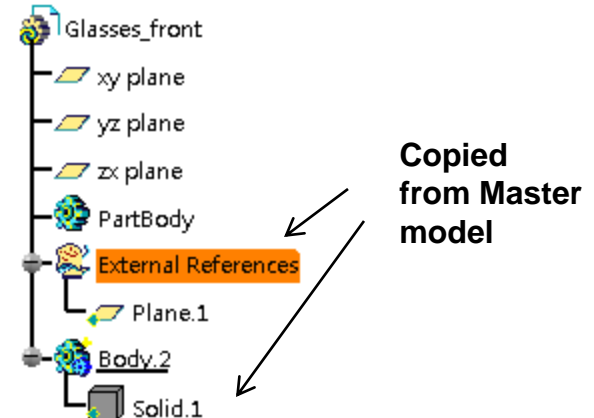 Glasses_front
xy plane
yz plane
zx plane
PartBody
External References
Plane.1
Body.2
Solid.1
Copied
from Master
model